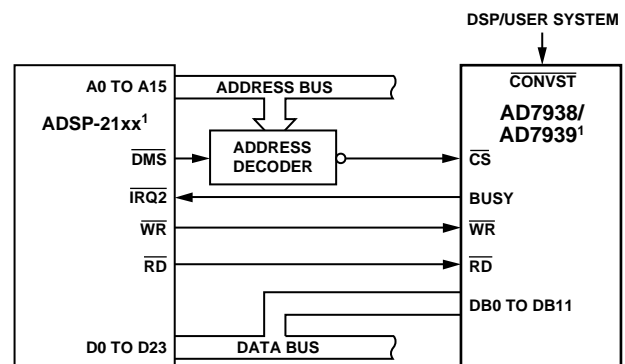 DSP/USER SYSTEM
A0 TO A15
ADDRESS BUS
CONVST
ADSP-21xx1
AD7938/
AD79391
DMS
ADDRESS
DECODER
CS
IRQ2
BUSY
WR
WR
RD
RD
DB0 TO DB11
D0 TO D23
DATA BUS